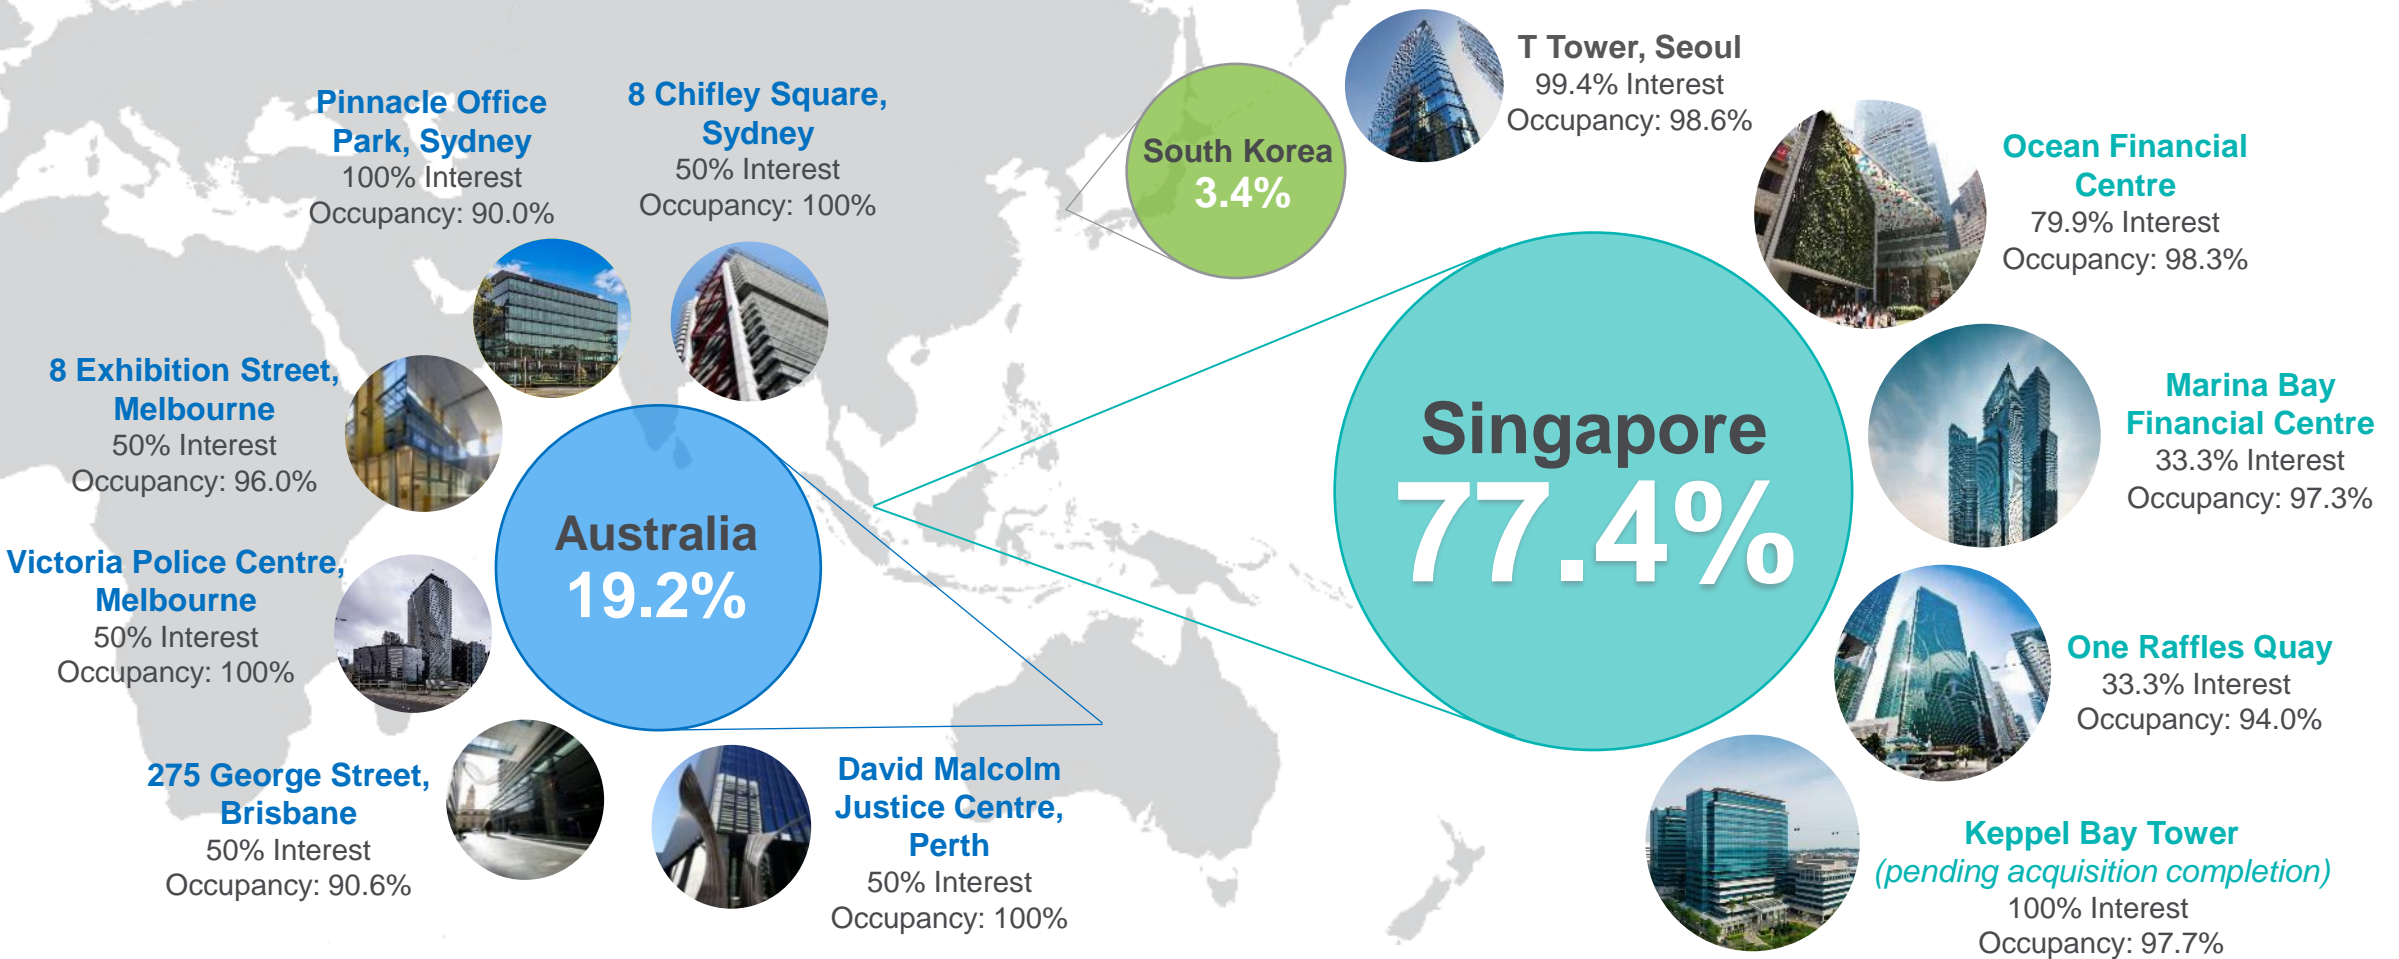 Pinnacle Office
Park, Sydney
100% Interest
Occupancy: 90.0%
8 Chifley Square,
Sydney
50% Interest
Occupancy: 100%
8 Exhibition Street,
Melbourne
50% Interest
Occupancy: 96.0%
Victoria Police Centre,
Melbourne
50% Interest
Occupancy: 100%
275 George Street,
Brisbane
50% Interest
Occupancy: 90.6%
David Malcolm
Justice Centre,
Perth
50% Interest
Occupancy: 100%
Australia
19.2%
South Korea
3.4%
T Tower, Seoul
99.4% Interest
Occupancy: 98.6%
Singapore
77.4%
Ocean Financial
Centre
79.9% Interest
Occupancy: 98.3%
Marina Bay
Financial Centre
33.3% Interest
Occupancy: 97.3%
One Raffles Quay
33.3% Interest
Occupancy: 94.0%
Keppel Bay Tower
(pending acquisition completion)
100% Interest
Occupancy: 97.7%